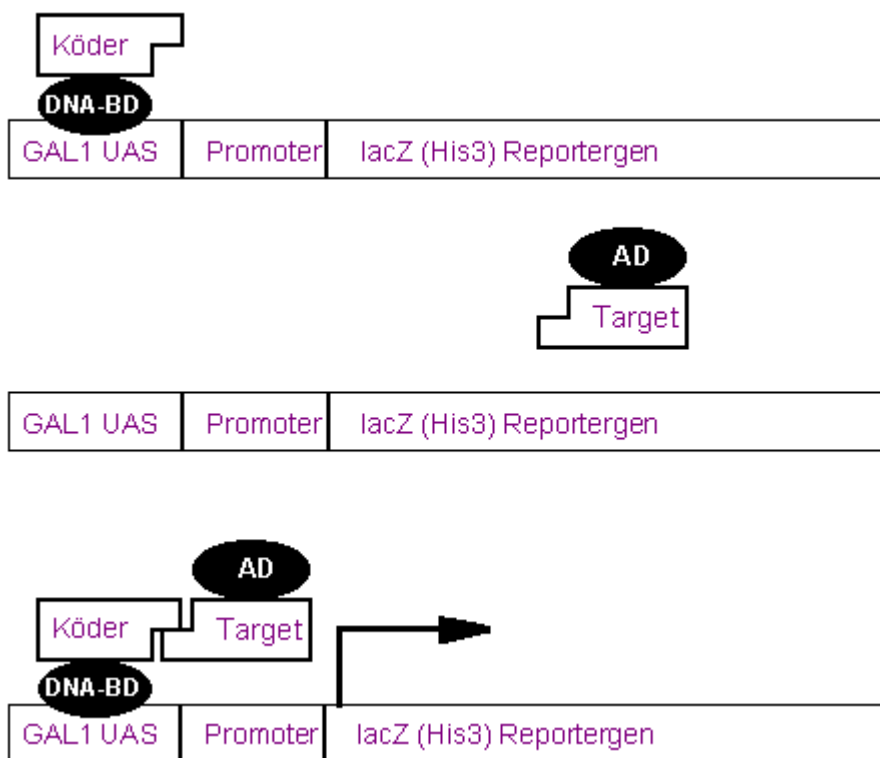 Köder
DNA-BD
GAL1 UAS Promoter lacZ (His3) Reportergen
AD
Target
GAL1 UAS Promoter lacZ (His3) Reportergen
AD
Köder Target
DNA-BD
GAL1 UAS Promoter lacZ (His3) Reportergen